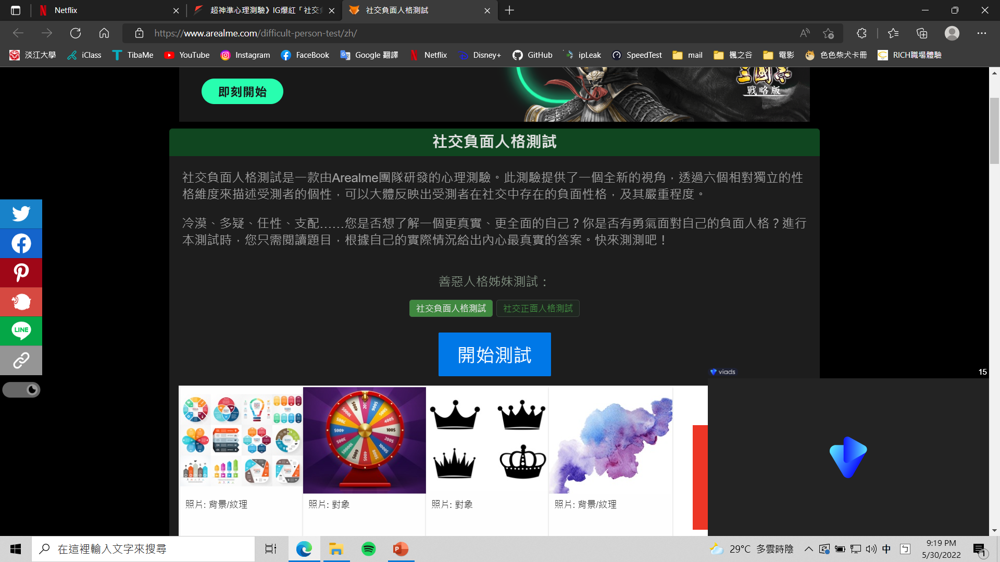 Netflix
超神準心理測驗》IG爆紅「社交
社交負面人格測試
https://www.arealme.com/difficult-person-test/zh/
淡江大學 iClass TibaMe YouTube Instagram FaceBook Google 翻譯 Netflix Disney+ GitHub ipLeak SpeedTest mail 楓之谷 電影 色色柴犬卡冊 RICH職場體驗
即刻開始
三國志
戰略版
社交負面人格測試
社交負面人格測試是一款由Arealme團隊研發的心理測驗。此測驗提供了一個全新的視角，透過六個相對獨立的性
格維度來描述受測者的個性，可以大體反映出受測者在社交中存在的負面性格，及其嚴重程度。
冷漠、多疑、任性、支配……您是否想了解一個更真實、更全面的自己？你是否有勇氣面對自己的負面人格？進行
本測試時，您只需閱讀題目，根據自己的實際情況給出內心最真實的答案。快來測測吧！
善惡人格姊妹測試：
社交負面人格測試 社交正面人格測試
開始測試
LINE
viads
15
照片: 背景/紋理
照片: 對象
照片: 對象
照片: 背景/紋理
在這裡輸入文字來搜尋
29°C 多雲時陰
中
ㄅ
9:19 PM
5/30/2022
1